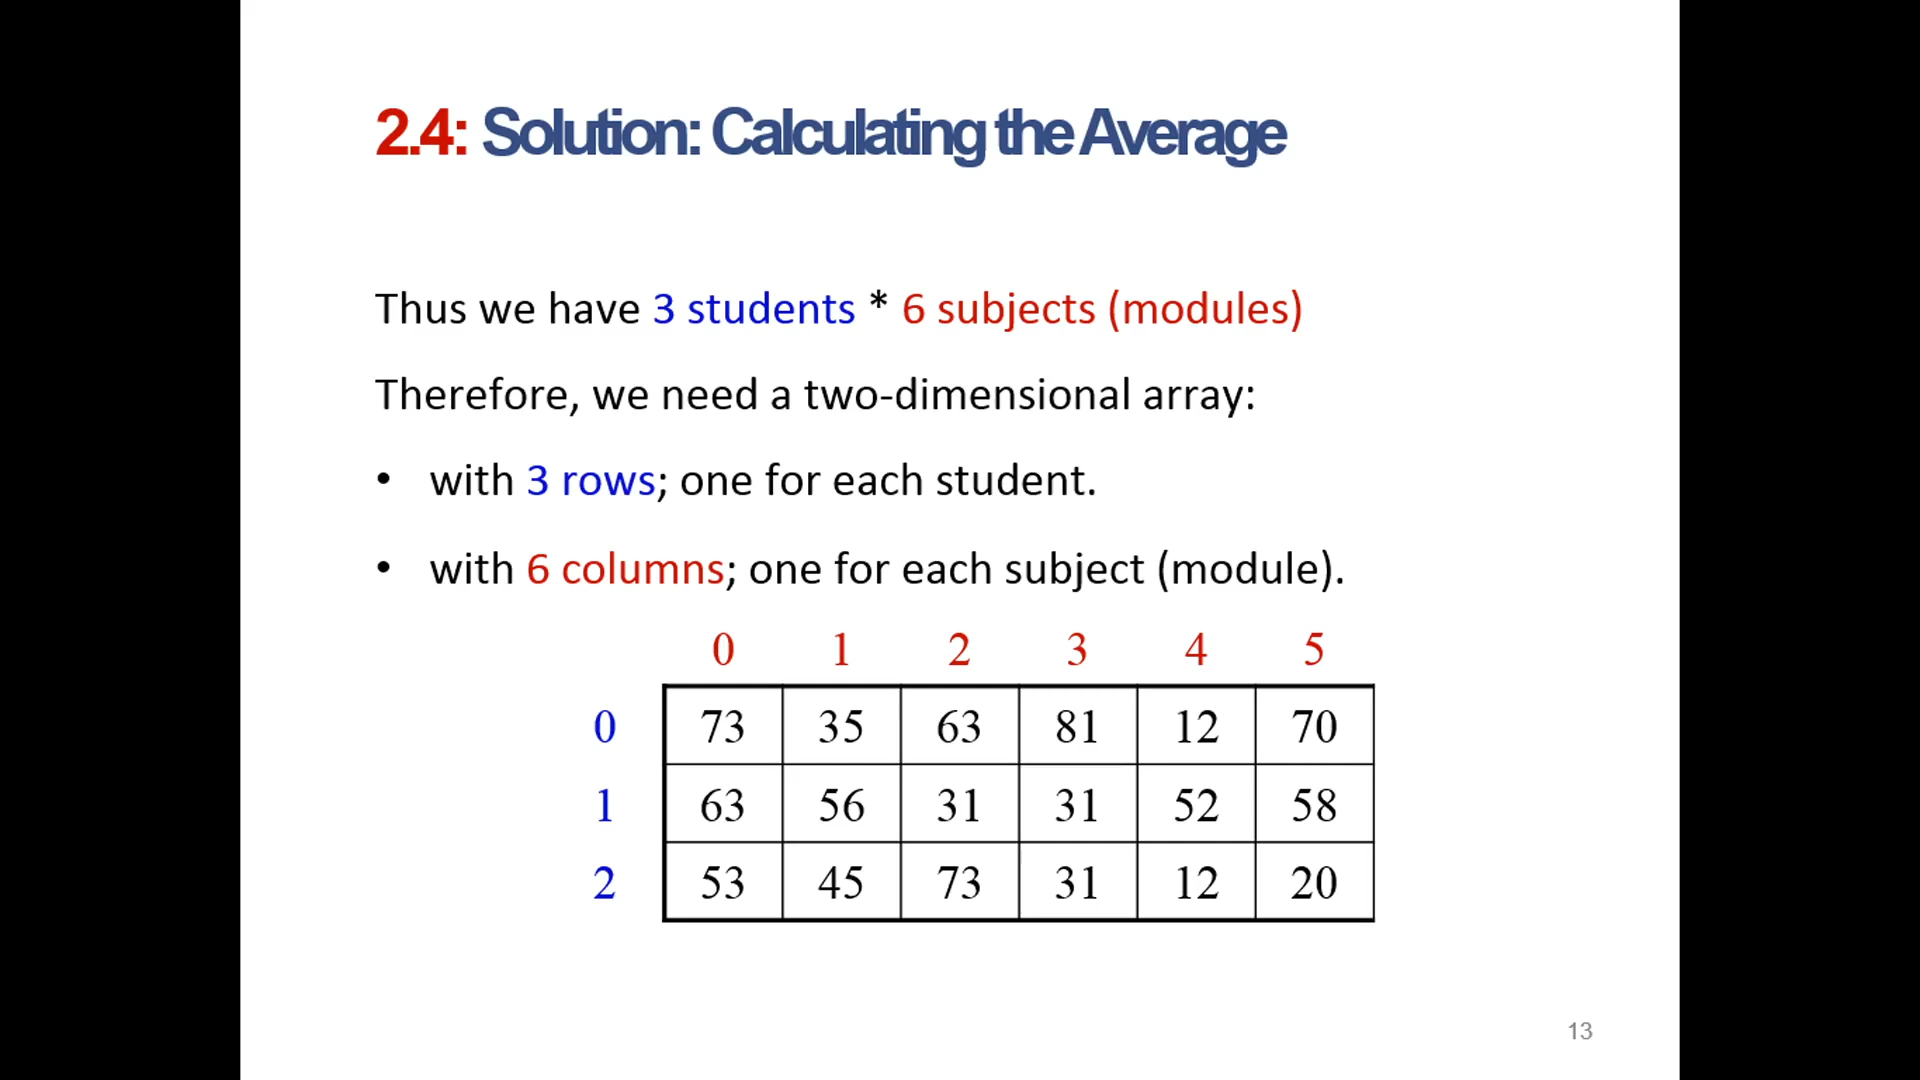 2.4: Solution: Calculating the Average
Thus we have 3 students * 6 subjects (modules)
Therefore, we need a two-dimensional array:
• with 3 rows; one for each student.
• with 6 columns; one for each subject (module).
0 1 2 3 4 5
0 73 35 63 81 12 70
1 63 56 31 31 52 58
2 53 45 73 31 12 20
13